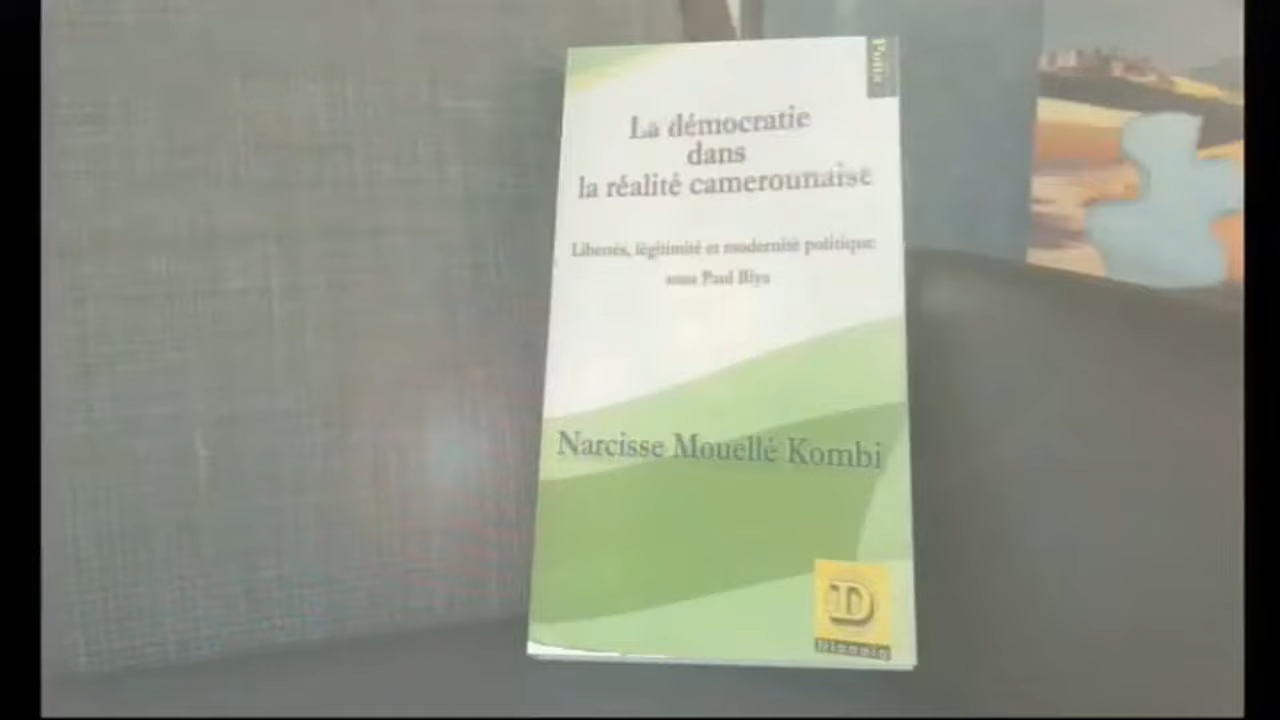 La démocratie
dans
la réalité camerounaise
Libertés, légitimité et modernité politique
sous Paul Biya
Narcisse Mouellé Kombi
D